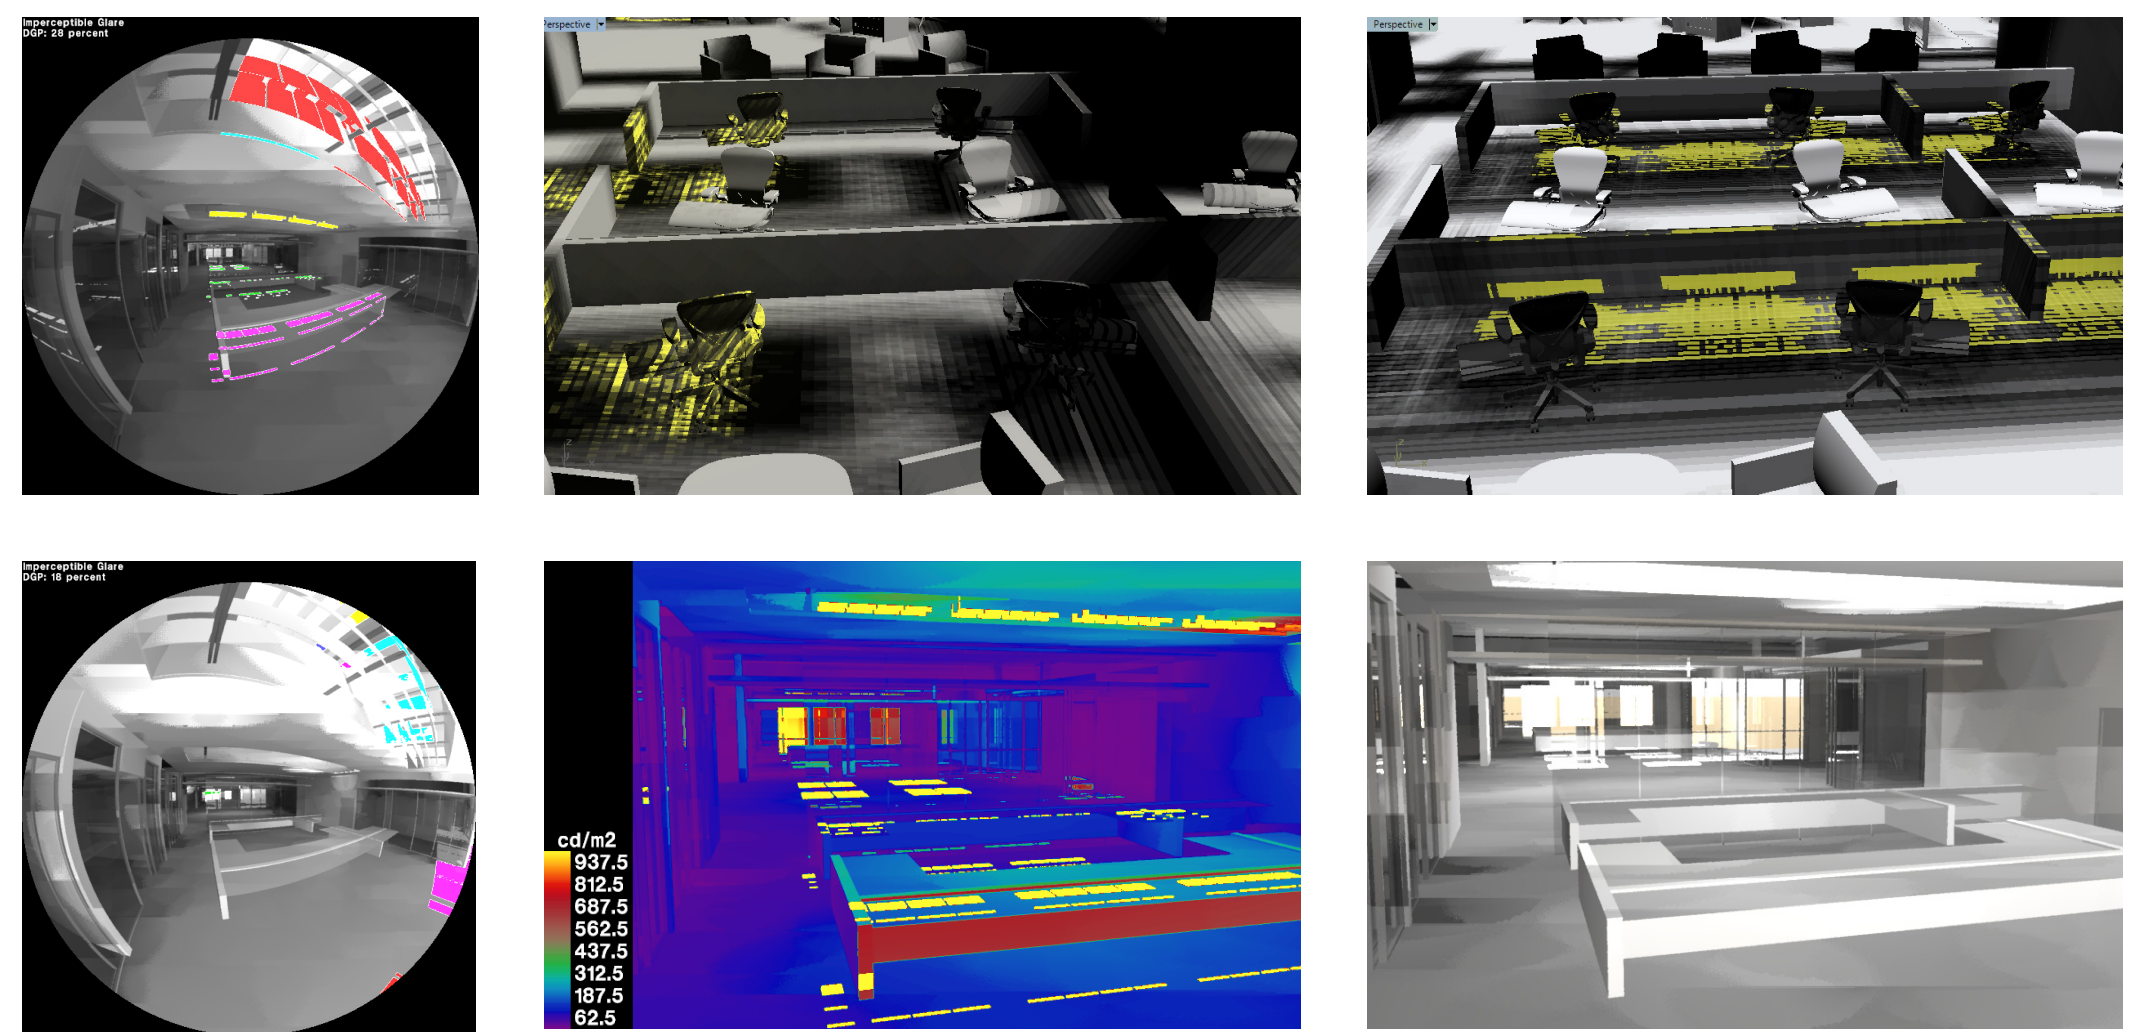 Imperceptible Glare
DGP: 28 percent
Perspective
Perspective
Imperceptible Glare
DGP: 18 percent
cd/m2
937.5
812.5
687.5
562.5
437.5
312.5
187.5
62.5